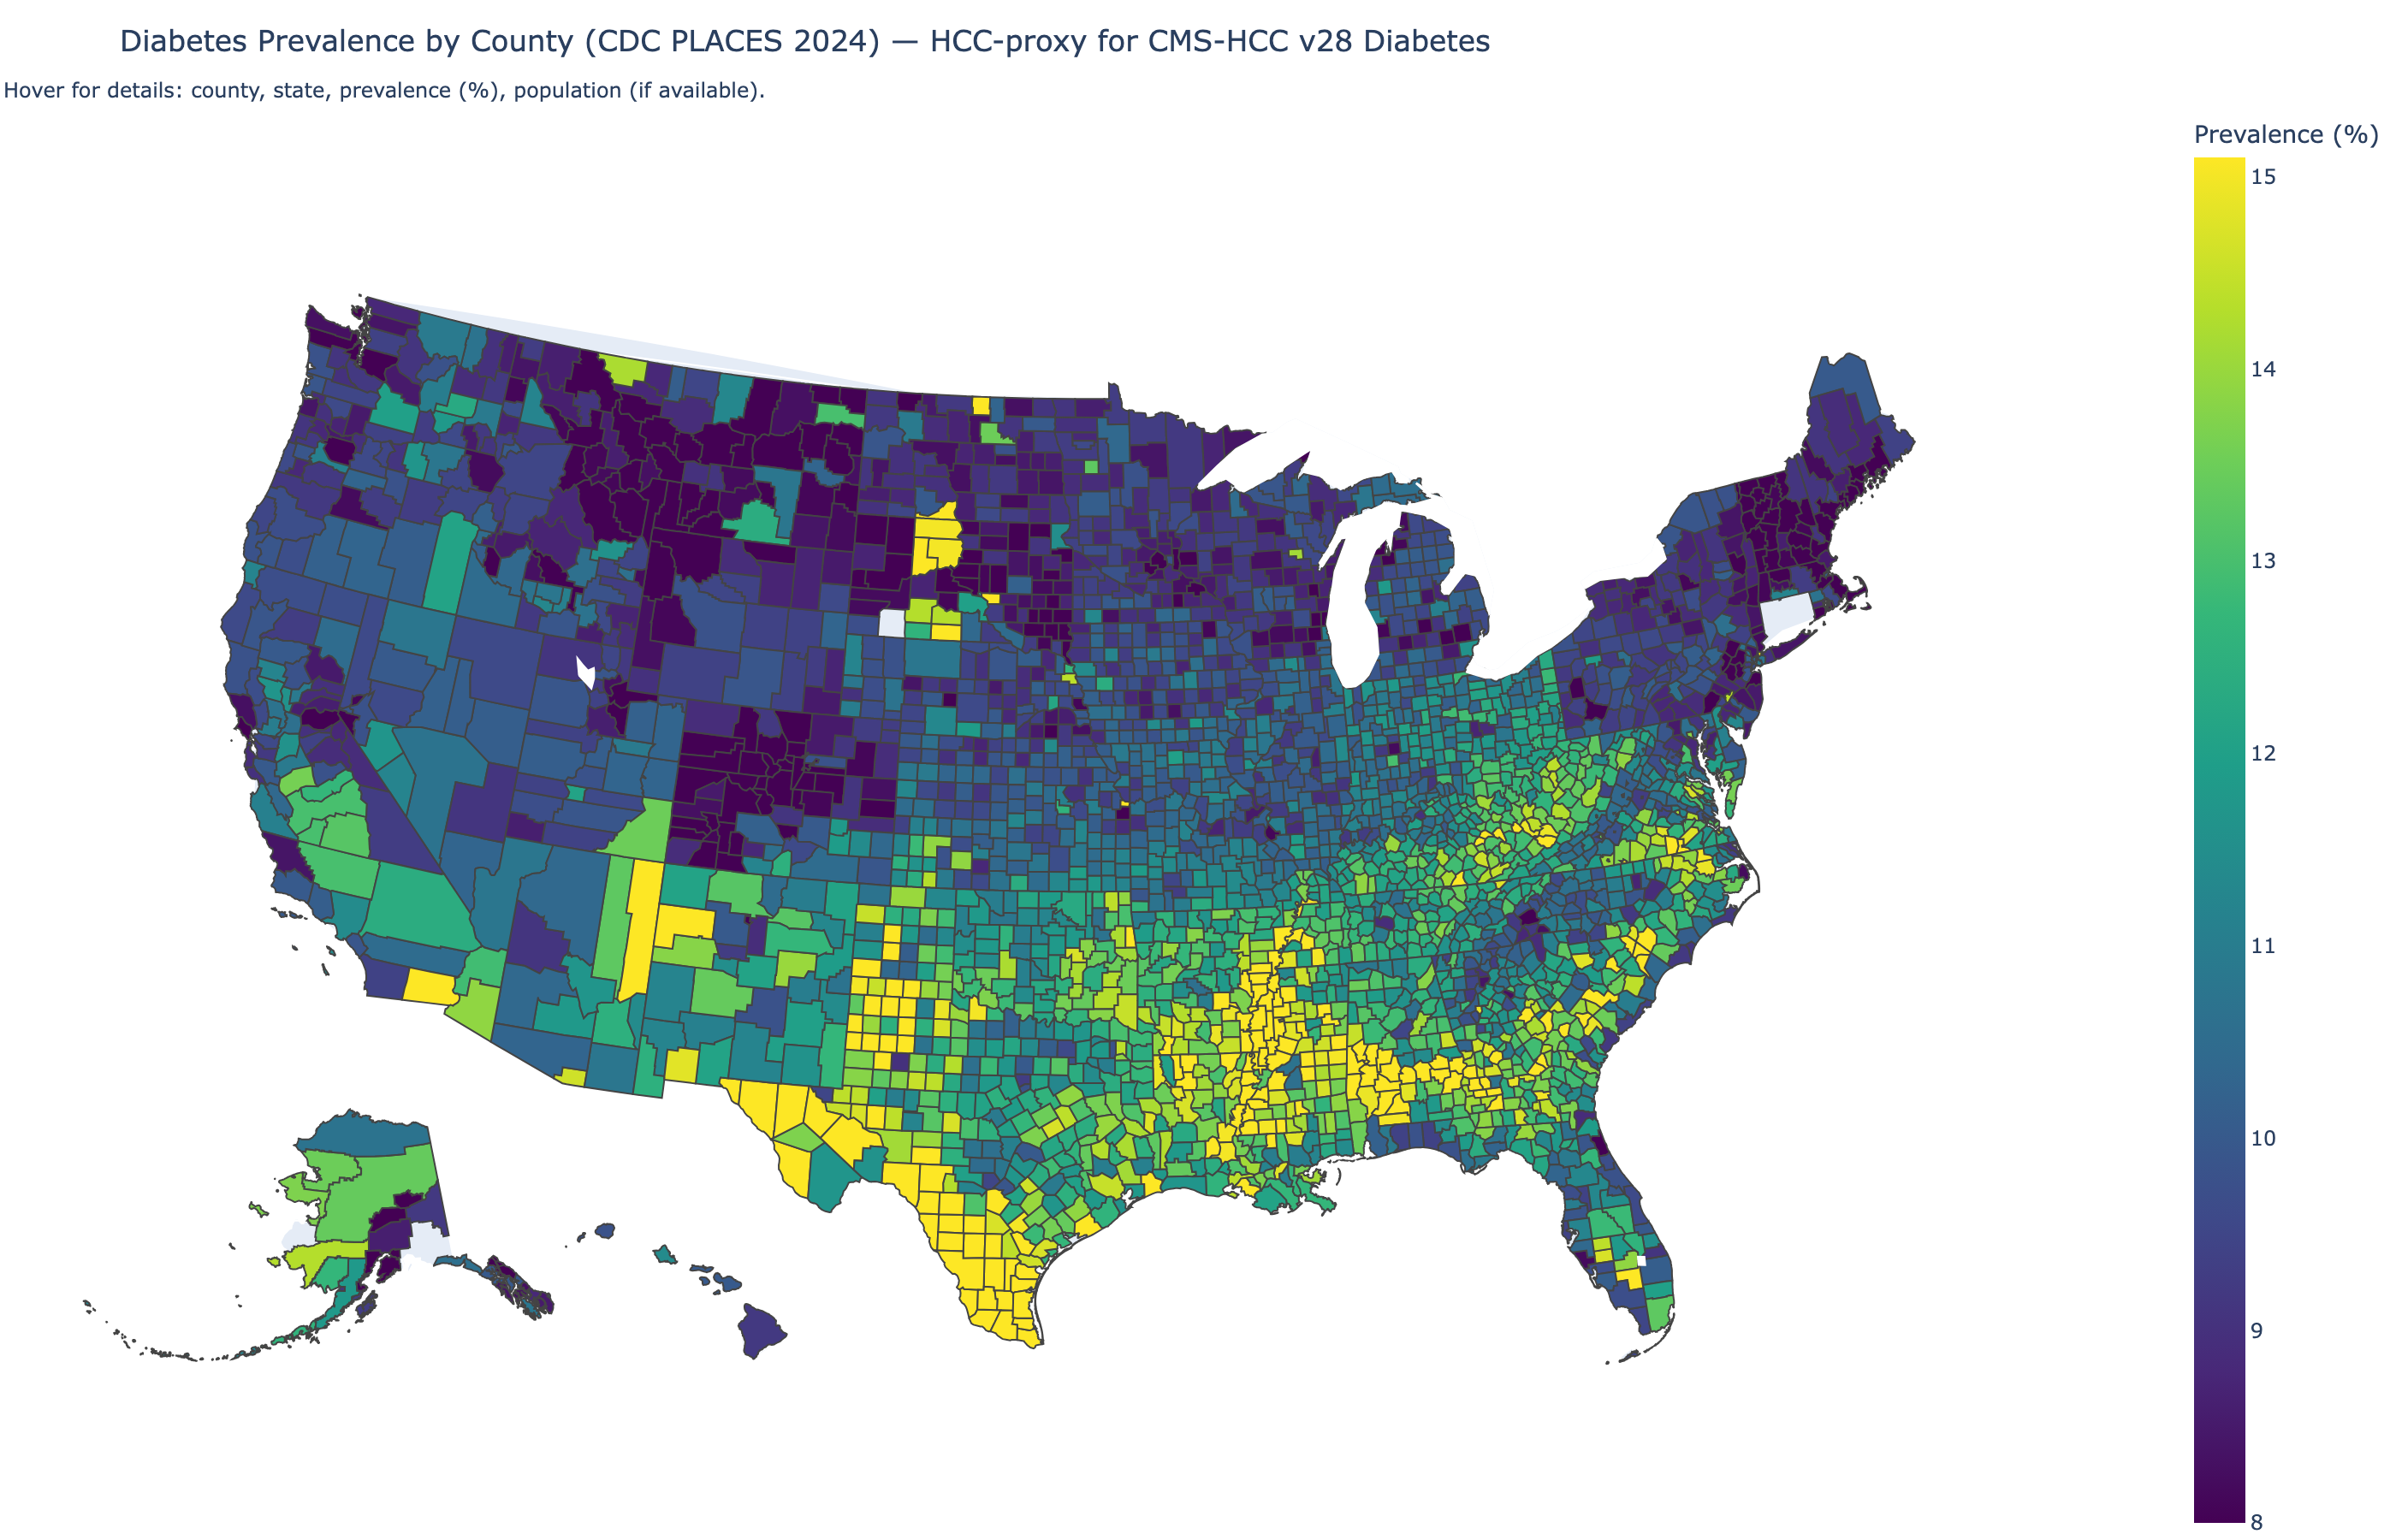 Diabetes Prevalence by County (CDC PLACES 2024) — HCC-proxy for CMS-HCC v28 Diabetes
Hover for details: county, state, prevalence (%), population (if available).
Prevalence (%)
15
14
13
12
11
10
9
8